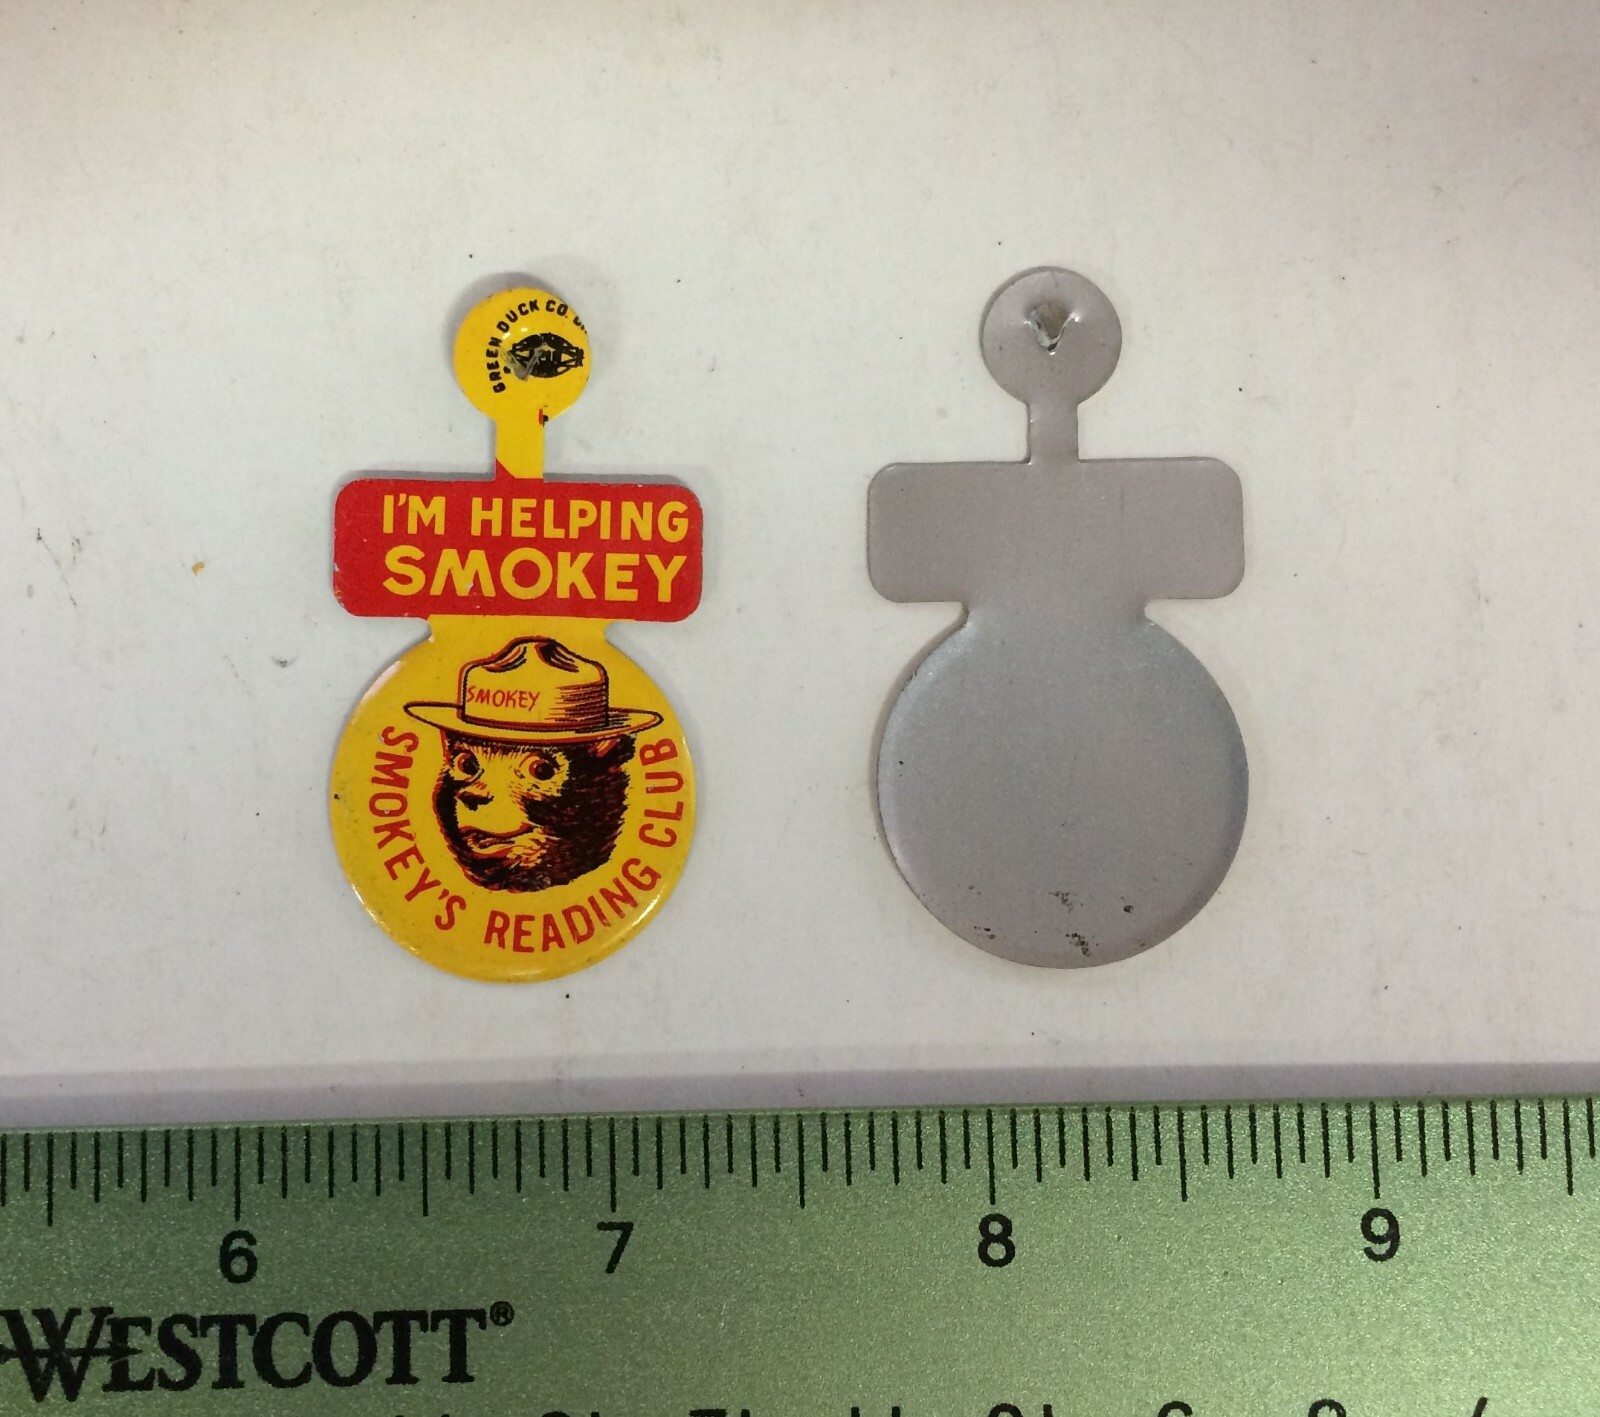 GREEN DUCK CO.
I'M HELPING
SMOKEY
SMOKEY
SMOKEY'S READING CLUB
6 7 8 9
WESTCOTT®